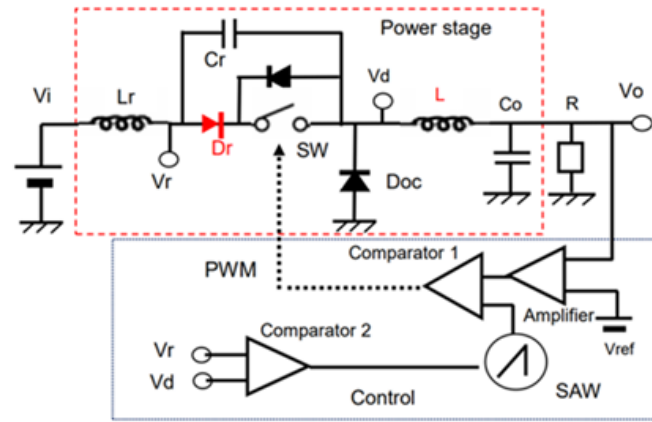 Power stage
Cr
Vd
Vi
Lr
L
Co
R
Vo
Dr
SW
Vr
Doc
PWM
Comparator 1
Amplifier
Vref
Comparator 2
Vr
Vd
Control
SAW